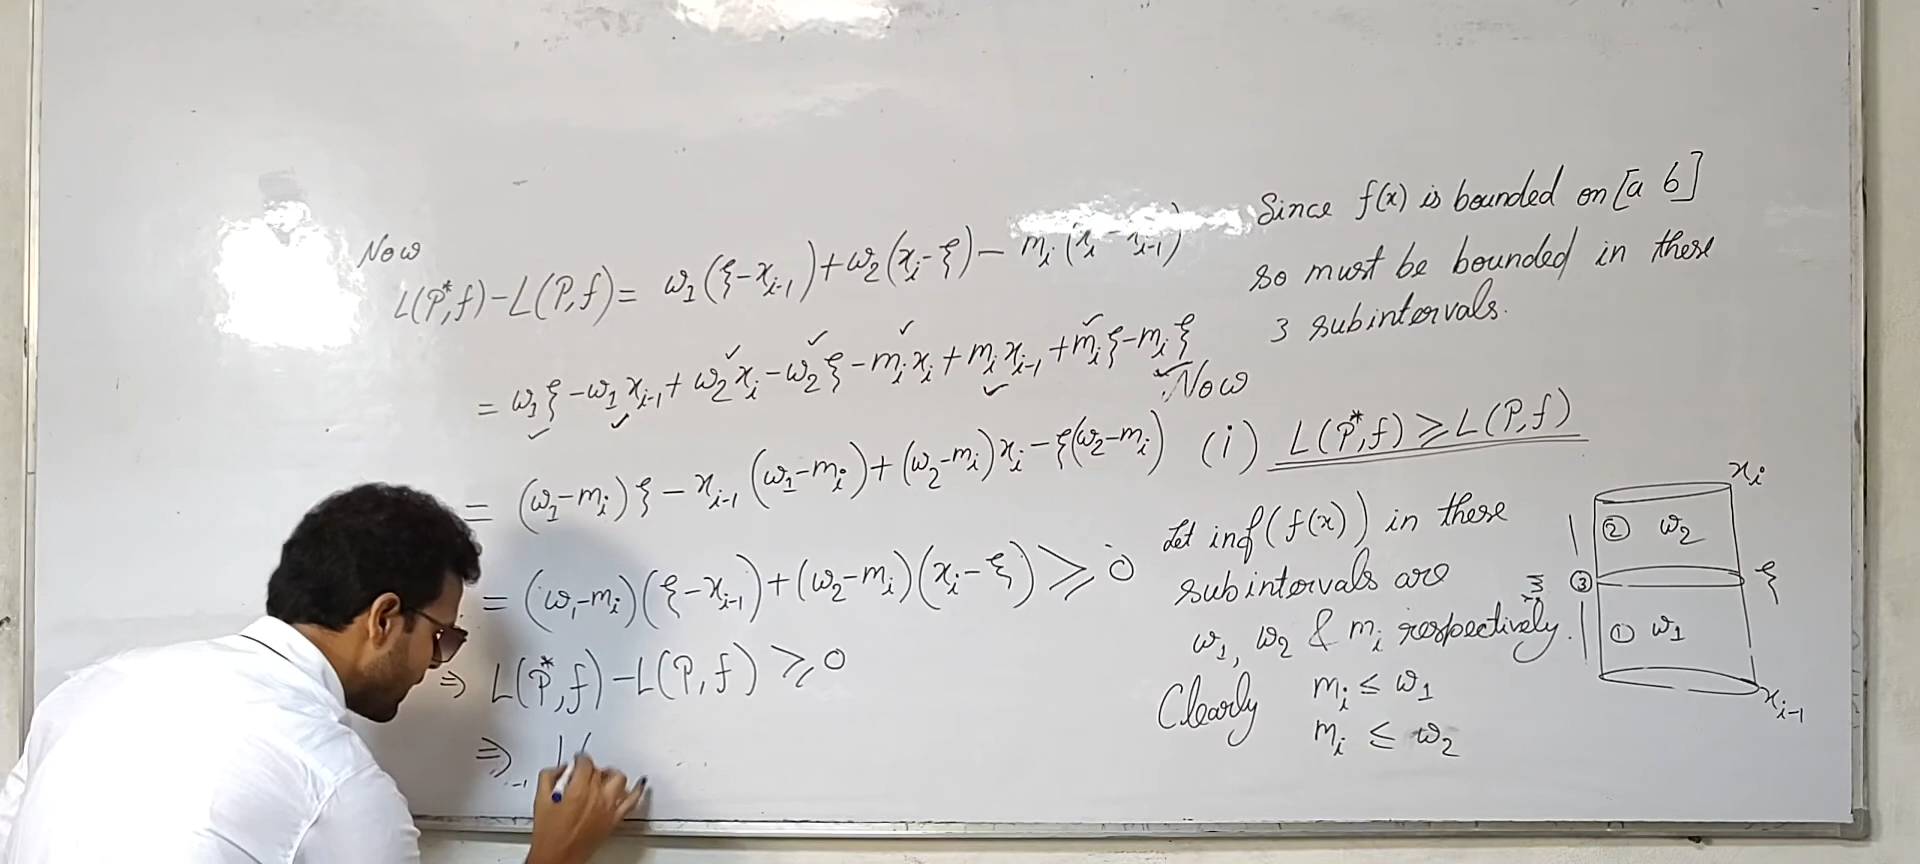 Since f(x) is bounded on [a b]
so must be bounded in these
3 subintervals.
Now
(i) L(P*,f) ≥ L(P,f)
Let inf(f(x)) in these
subintervals are
ω₁, ω₂ & mᵢ respectively.
Clearly mᵢ ≤ ω₁
mᵢ ≤ ω₂
xᵢ
② ω₂
③ ξ
① ω₁
xᵢ₋₁
Now
L(P*,f) - L(P,f) = ω₁(ξ-xᵢ₋₁) + ω₂(xᵢ-ξ) - mᵢ(xᵢ-xᵢ₋₁)
= ω₁ξ - ω₁xᵢ₋₁ + ω₂xᵢ - ω₂ξ - mᵢxᵢ + mᵢxᵢ₋₁ + mᵢξ - mᵢξ
= (ω₁-mᵢ)ξ - xᵢ₋₁(ω₁-mᵢ) + (ω₂-mᵢ)xᵢ - ξ(ω₂-mᵢ)
= (ω₁-mᵢ)(ξ-xᵢ₋₁) + (ω₂-mᵢ)(xᵢ-ξ) ≥ 0
⇒ L(P*,f) - L(P,f) ≥ 0
⇒ L(